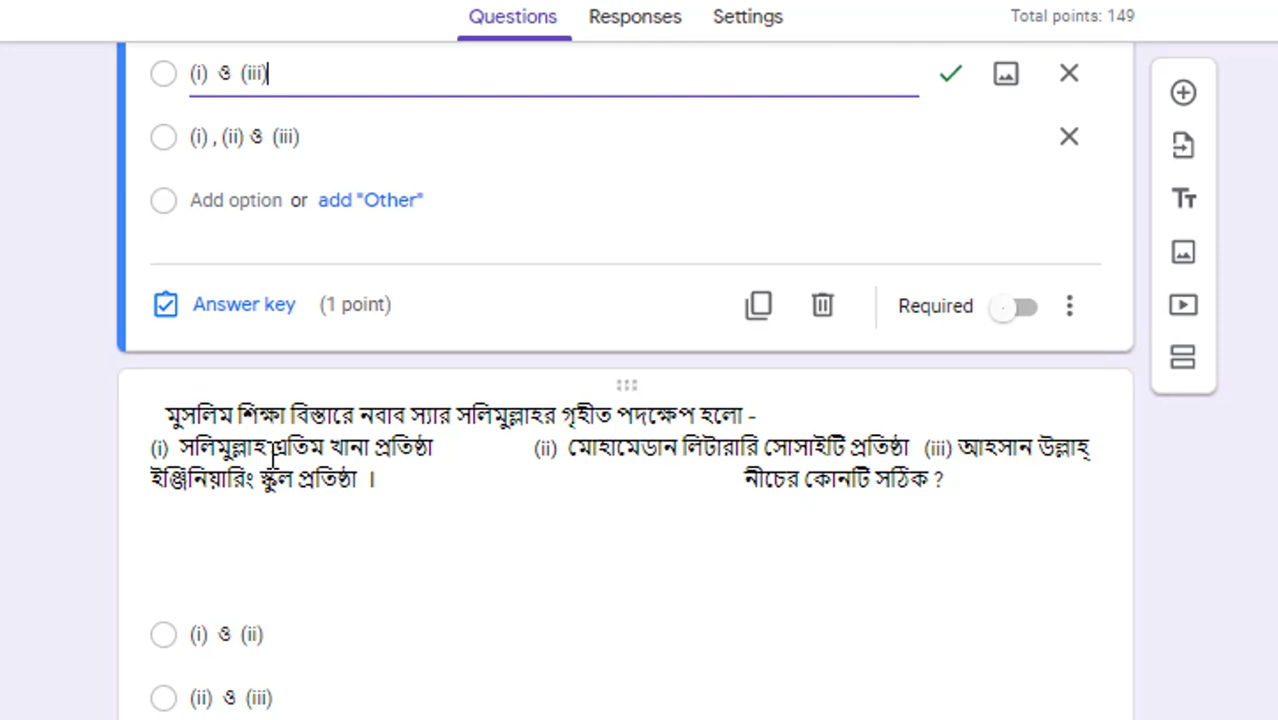 Questions Responses Settings Total points: 149
(i) ও (iii)
(i) , (ii) ও (iii)
Add option or add "Other"
Answer key (1 point) Required
মুসলিম শিক্ষা বিস্তারে নবাব স্যার সলিমুল্লাহর গৃহীত পদক্ষেপ হলো -
(i) সলিমুল্লাহ এতিম খানা প্রতিষ্ঠা (ii) মোহামেডান লিটারারি সোসাইটি প্রতিষ্ঠা (iii) আহসান উল্লাহ্
ইঞ্জিনিয়ারিং স্কুল প্রতিষ্ঠা । নীচের কোনটি সঠিক ?
(i) ও (ii)
(ii) ও (iii)